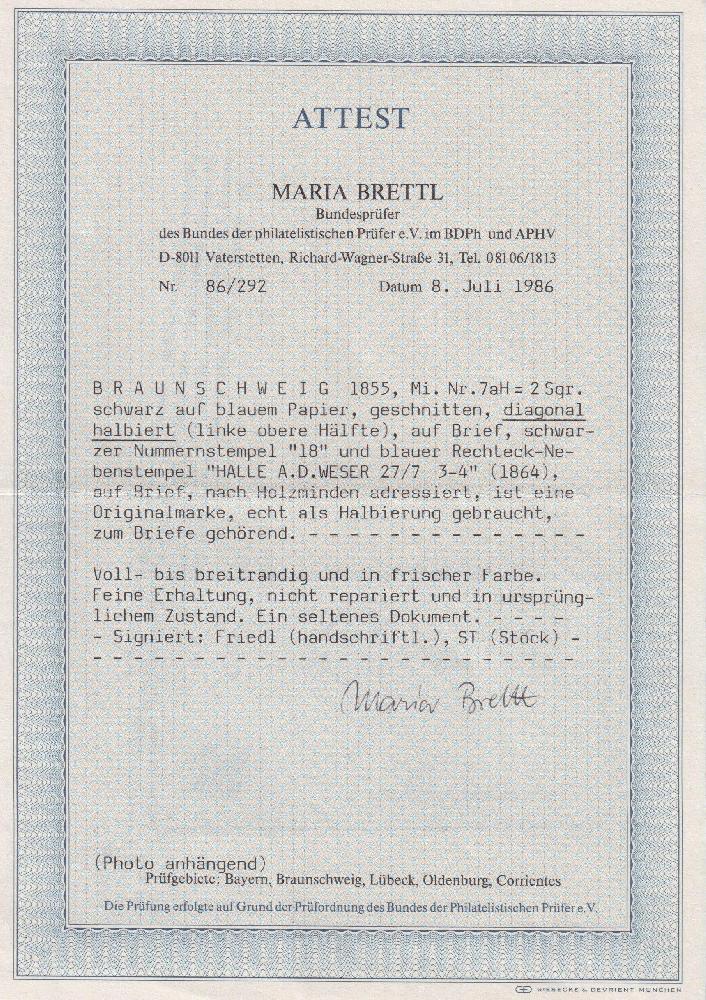 ATTEST
MARIA BRETTL
Bundesprüfer
des Bundes der philatelistischen Prüfer e.V. im BDPh und APHV
D-8011 Vaterstetten, Richard-Wagner-Straße 31, Tel. 08106/1813
Nr. 86/292 Datum 8. Juli 1986
B R A U N S C H W E I G 1855, Mi. Nr.7aH = 2 Sgr.
schwarz auf blauem Papier, geschnitten, diagonal
halbiert (linke obere Hälfte), auf Brief, schwar-
zer Nummernstempel "18" und blauer Rechteck-Ne-
benstempel "HALLE A.D.WESER 27/7 3-4" (1864),
auf Brief, nach Holzminden adressiert, ist eine
Originalmarke, echt als Halbierung gebraucht,
zum Briefe gehörend. - - - - - - - - - - - - - -
Voll- bis breitrandig und in frischer Farbe.
Feine Erhaltung, nicht repariert und in ursprüng-
lichem Zustand. Ein seltenes Dokument. - - - -
- Signiert: Friedl (handschriftl.), ST (Stock) -
- - - - - - - - - - - - - - - - - - - - - - - -
Maria Brettl
(Photo anhängend)
Prüfgebiete: Bayern, Braunschweig, Lübeck, Oldenburg, Corrientes
Die Prüfung erfolgte auf Grund der Prüfordnung des Bundes der Philatelistischen Prüfer e.V.
GIESECKE & DEVRIENT MÜNCHEN